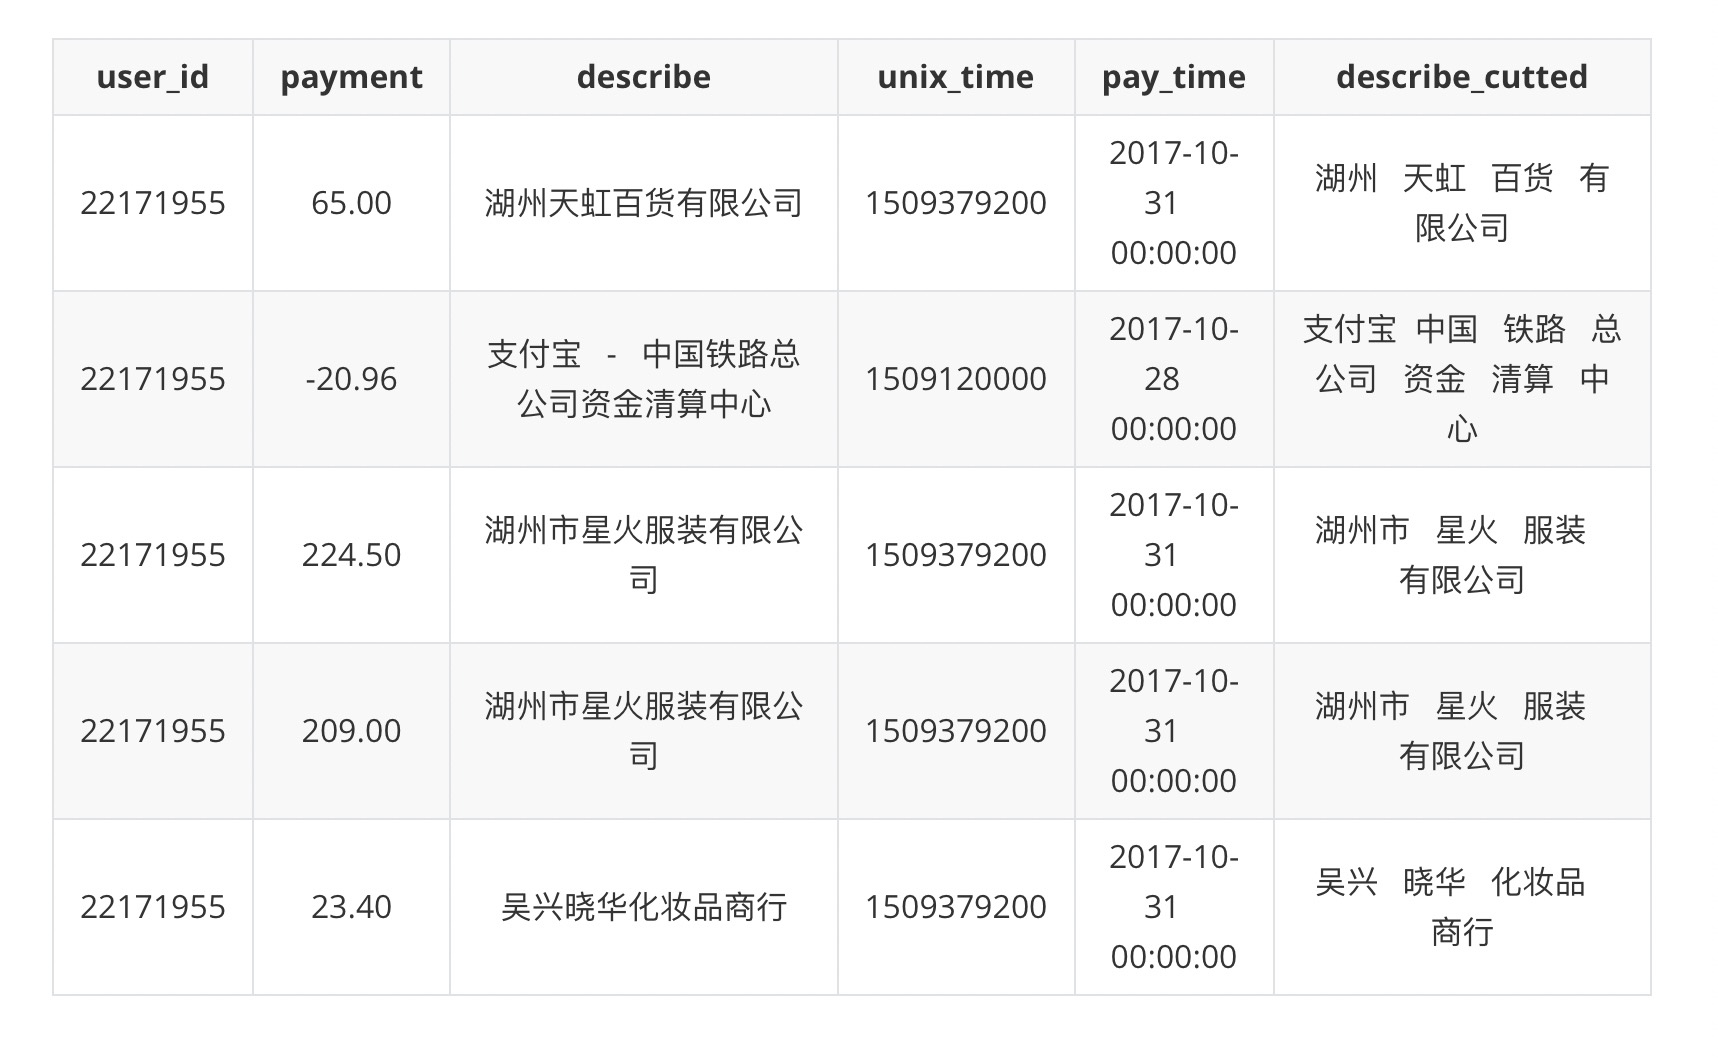 user_id payment describe unix_time pay_time describe_cutted
22171955 65.00 湖州天虹百货有限公司 1509379200 2017-10-
31
00:00:00 湖州 天虹 百货 有
限公司
22171955 -20.96 支付宝 - 中国铁路总
公司资金清算中心 1509120000 2017-10-
28
00:00:00 支付宝 中国 铁路 总
公司 资金 清算 中
心
22171955 224.50 湖州市星火服装有限公
司 1509379200 2017-10-
31
00:00:00 湖州市 星火 服装
有限公司
22171955 209.00 湖州市星火服装有限公
司 1509379200 2017-10-
31
00:00:00 湖州市 星火 服装
有限公司
22171955 23.40 吴兴晓华化妆品商行 1509379200 2017-10-
31
00:00:00 吴兴 晓华 化妆品
商行